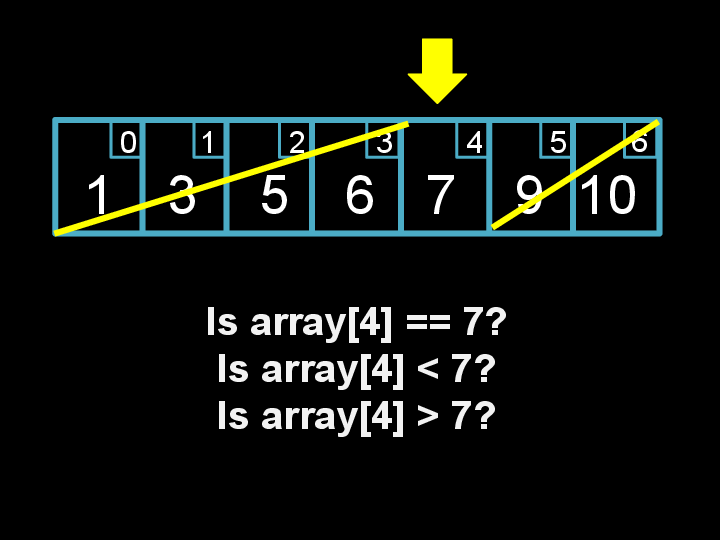 0 1 2 3 4 5 6
1 3 5 6 7 9 10
Is array[4] == 7?
Is array[4] < 7?
Is array[4] > 7?